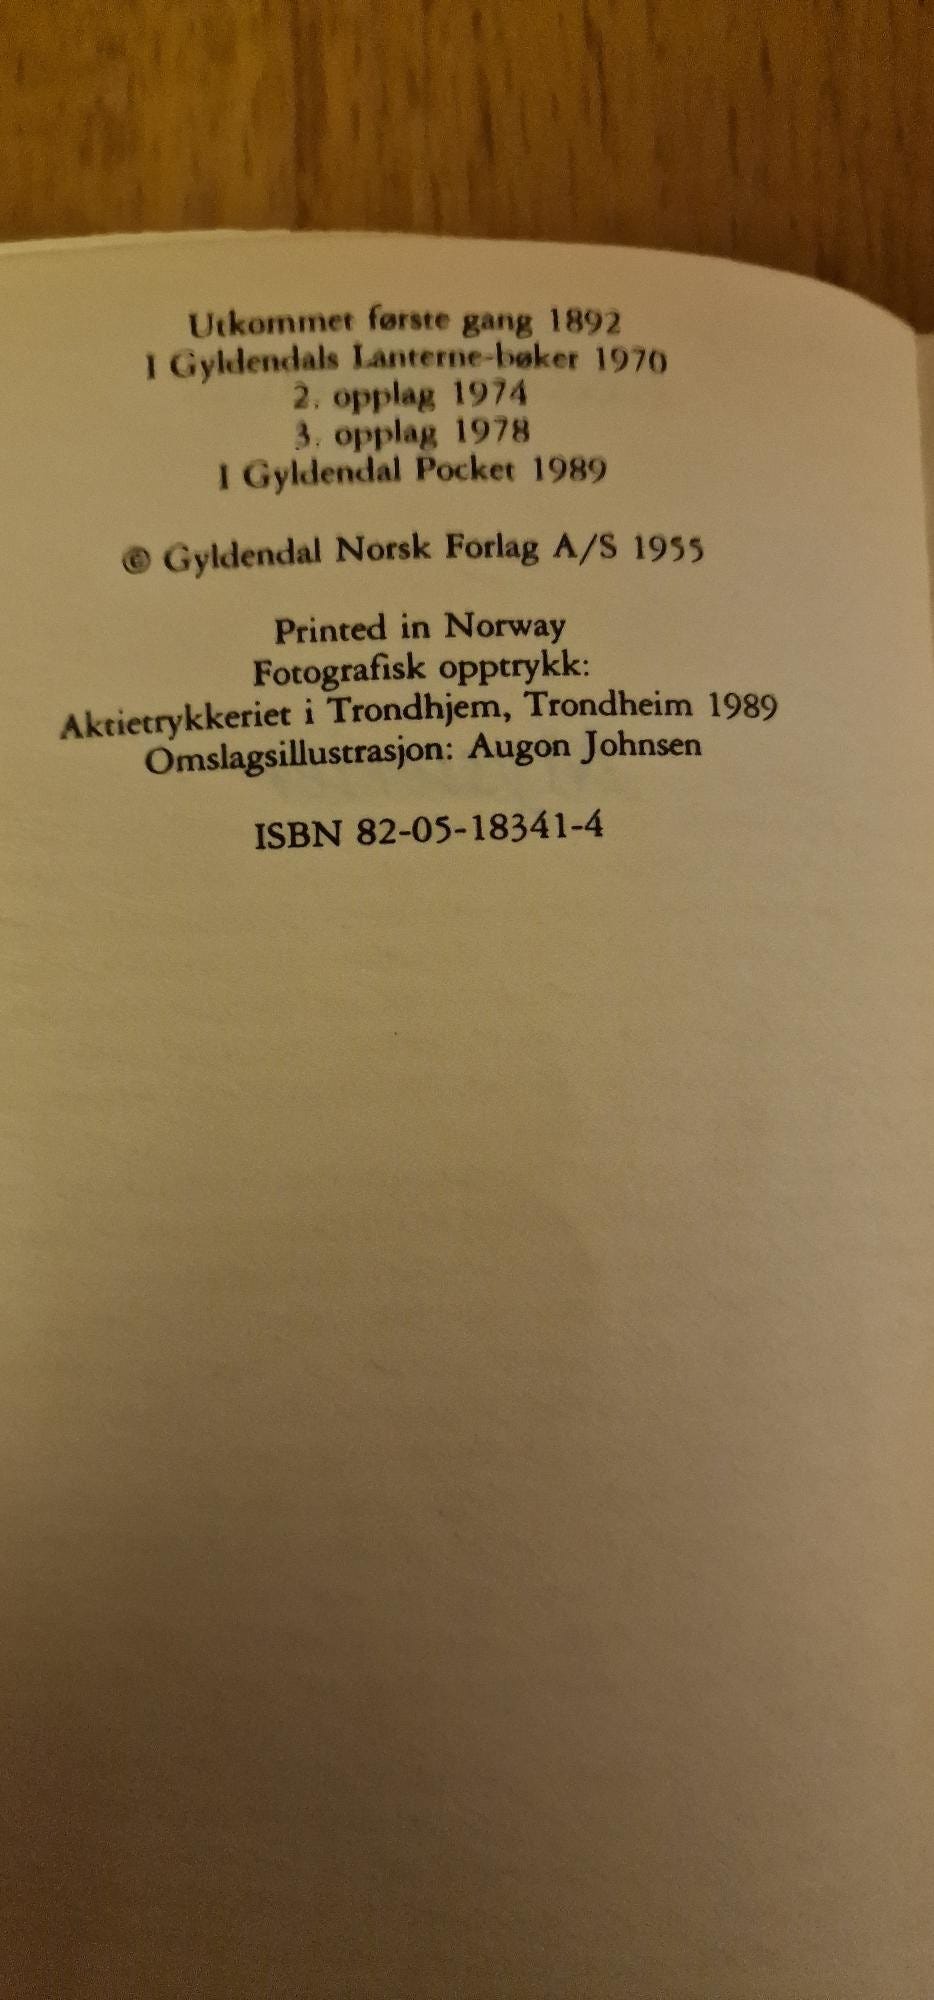 Utkommet første gang 1892
I Gyldendals Lanterne-bøker 1970
2. opplag 1974
3. opplag 1978
I Gyldendal Pocket 1989
© Gyldendal Norsk Forlag A/S 1955
Printed in Norway
Fotografisk opptrykk:
Aktietrykkeriet i Trondhjem, Trondheim 1989
Omslagsillustrasjon: Augon Johnsen
ISBN 82-05-18341-4